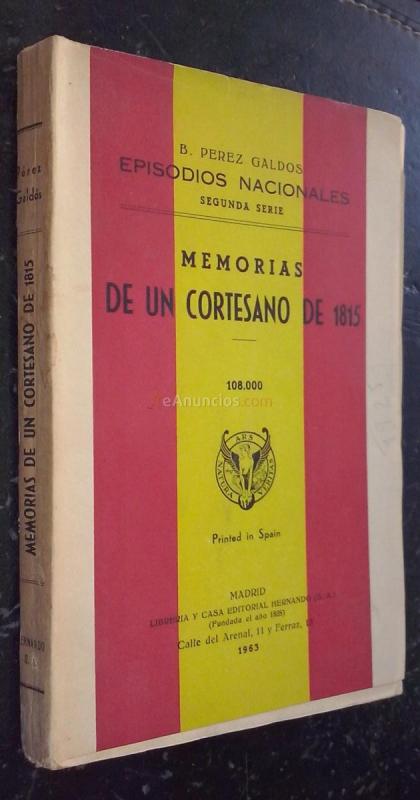 B. PEREZ GALDOS
EPISODIOS NACIONALES
SEGUNDA SERIE
MEMORIAS
DE UN CORTESANO DE 1815
108.000
eAnuncios.com
ARS
NATURA
VERITAS
Printed in Spain
MADRID
LIBRERIA Y CASA EDITORIAL HERNANDO (S. A.)
(Fundada el año 1828)
Calle del Arenal, 11 y Ferraz, 13
1963
Pérez
Galdós
MEMORIAS DE UN CORTESANO DE 1815
HERNANDO
S. A.